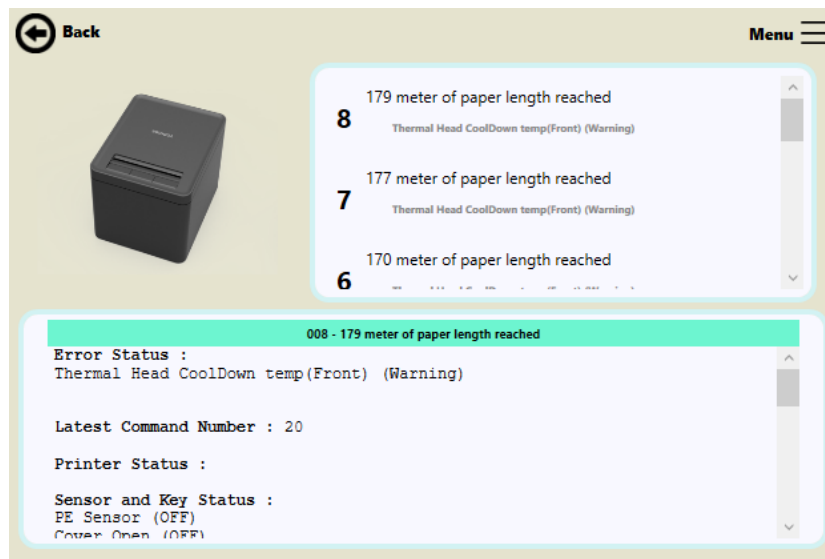 Back
Menu
8
179 meter of paper length reached
Thermal Head CoolDown temp(Front) (Warning)
7
177 meter of paper length reached
Thermal Head CoolDown temp(Front) (Warning)
6
170 meter of paper length reached
008 - 179 meter of paper length reached
Error Status :
Thermal Head CoolDown temp(Front) (Warning)
Latest Command Number : 20
Printer Status :
Sensor and Key Status :
PE Sensor (OFF)
Cover Open (OFF)